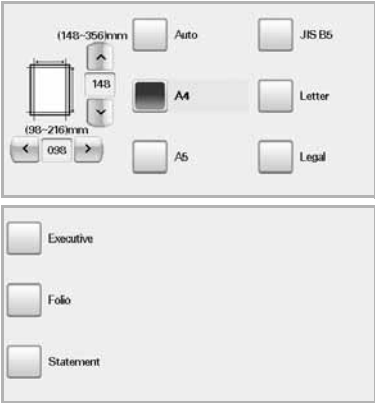 (148~356)mm
Auto
JIS B5
148
A4
Letter
(98~216)mm
098
A5
Legal
Executive
Folio
Statement